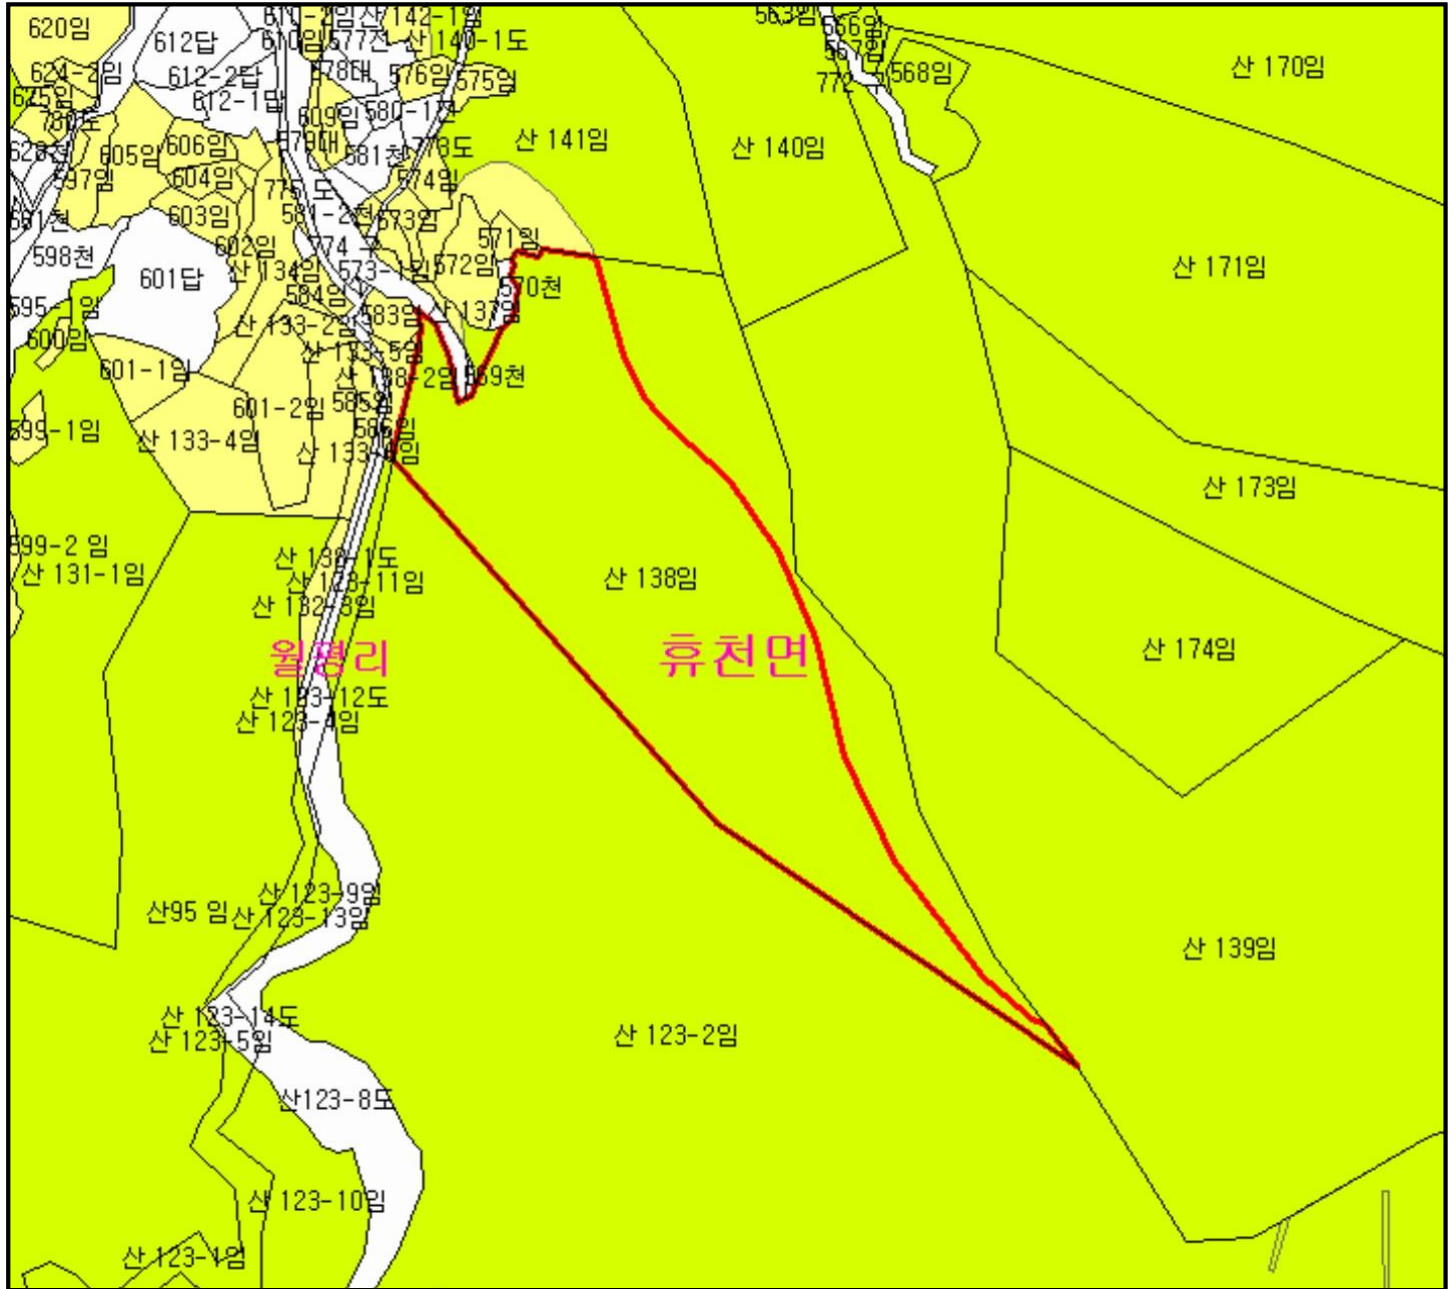 620임
612답
610임
577전
산 142-1임
산 140-1도
566임
567임
624-2임
612-2답
578대
576임
575임
568임
산 170임
625임
612-1답
609임
580-1전
산 141임
산 140임
780도
605임
606임
579대
581천
773도
597임
604임
775 도
574임
603임
581-2천
573임
571임
598천
602임
572임
601답
산 134임
573-1임
570천
산 171임
595-1임
584임
583임
산 137임
600임
산 133-2임
산 133-5임
601-1임
산 138-2임
569천
601-2임
585임
599-1임
산 133-4임
586임
산 173임
599-2 임
산 138-1도
산 131-1임
산 123-11임
산 138임
산 132-3임
월평리
휴천면
산 174임
산 123-12도
산 123-4임
산 123-9임
산95 임
산 123-13임
산 139임
산 123-14도
산 123-5임
산 123-2임
산123-8도
산 123-10임
산 123-1임